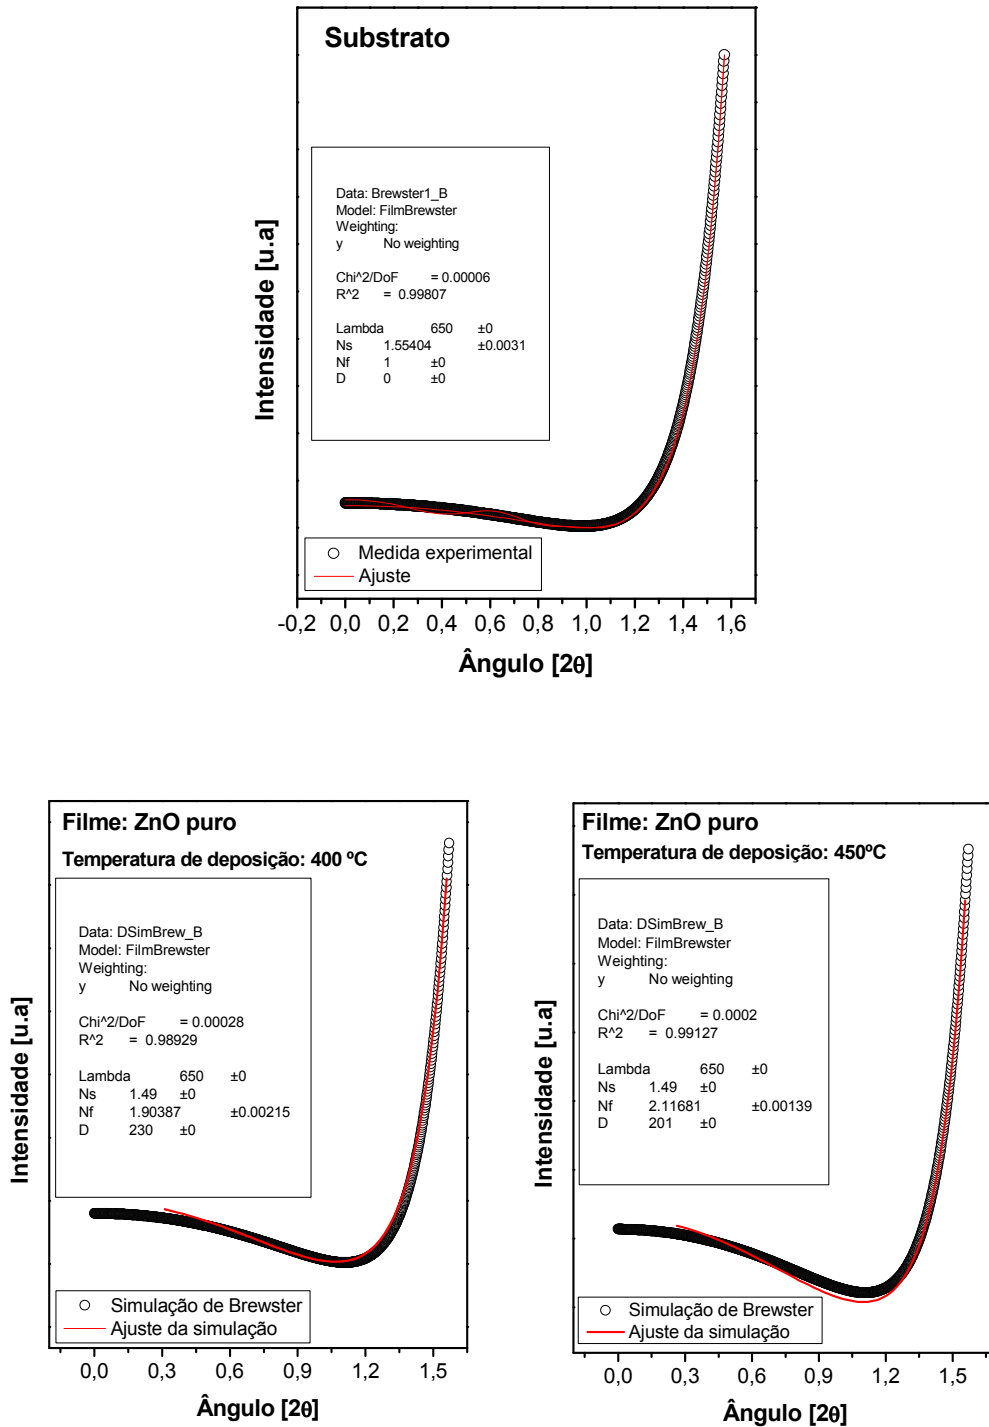 Substrato
Data: Brewster1_B
Model: FilmBrewster
Weighting:
y No weighting
Chi^2/DoF = 0.00006
R^2 = 0.99807
Lambda 650 ±0
Ns 1.55404 ±0.0031
Nf 1 ±0
D 0 ±0
Intensidade [u.a]
Medida experimental
Ajuste
-0,2 0,0 0,2 0,4 0,6 0,8 1,0 1,2 1,4 1,6
Ângulo [2θ]
Filme: ZnO puro
Temperatura de deposição: 400 ºC
Data: DSimBrew_B
Model: FilmBrewster
Weighting:
y No weighting
Chi^2/DoF = 0.00028
R^2 = 0.98929
Lambda 650 ±0
Ns 1.49 ±0
Nf 1.90387 ±0.00215
D 230 ±0
Intensidade [u.a]
Simulação de Brewster
Ajuste da simulação
0,0 0,3 0,6 0,9 1,2 1,5
Ângulo [2θ]
Filme: ZnO puro
Temperatura de deposição: 450ºC
Data: DSimBrew_B
Model: FilmBrewster
Weighting:
y No weighting
Chi^2/DoF = 0.0002
R^2 = 0.99127
Lambda 650 ±0
Ns 1.49 ±0
Nf 2.11681 ±0.00139
D 201 ±0
Intensidade [u.a]
Simulação de Brewster
Ajuste da simulação
0,0 0,3 0,6 0,9 1,2 1,5
Ângulo [2θ]